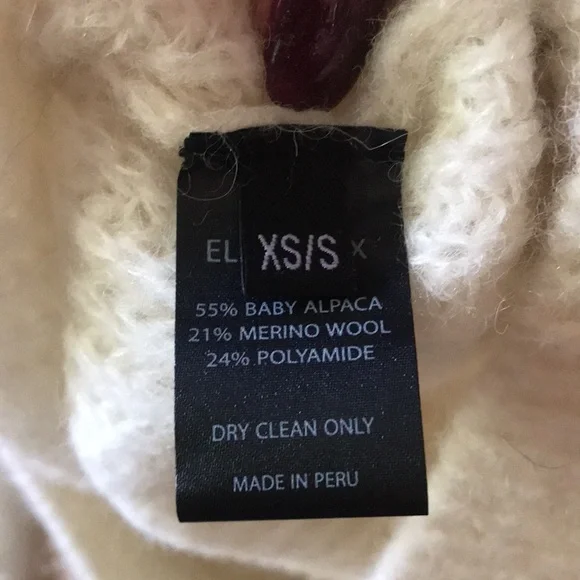 EL XS/S X
55% BABY ALPACA
21% MERINO WOOL
24% POLYAMIDE
DRY CLEAN ONLY
MADE IN PERU